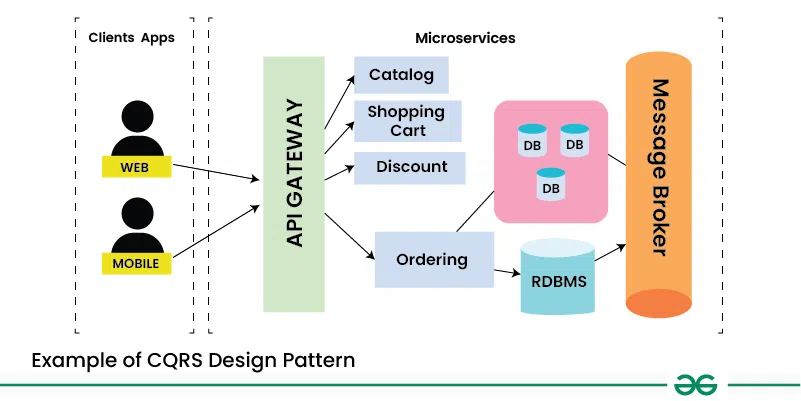 Clients Apps
Microservices
WEB
MOBILE
API GATEWAY
Catalog
Shopping
Cart
Discount
Ordering
DB
DB
DB
RDBMS
Message Broker
Example of CQRS Design Pattern